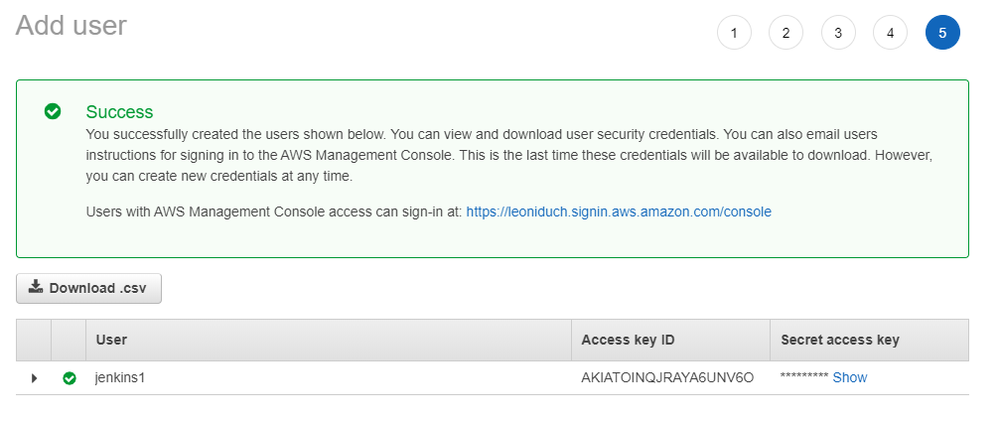 Add user
1 2 3 4 5
Success
You successfully created the users shown below. You can view and download user security credentials. You can also email users
instructions for signing in to the AWS Management Console. This is the last time these credentials will be available to download. However,
you can create new credentials at any time.
Users with AWS Management Console access can sign-in at: https://leoniduch.signin.aws.amazon.com/console
Download .csv
User Access key ID Secret access key
jenkins1 AKIATOINQJRAYA6UNV6O ********* Show